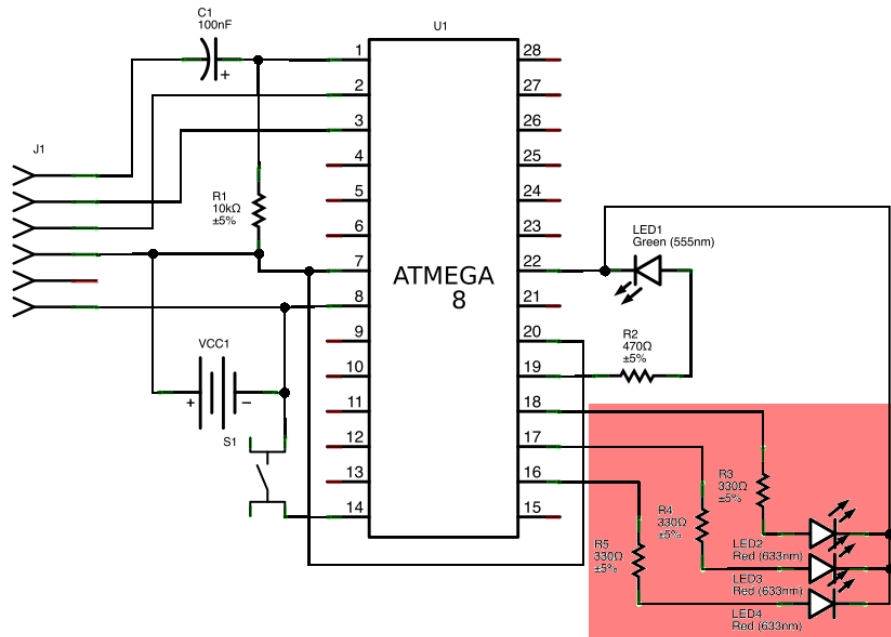 C1
100nF
U1
J1
1
2
3
4
5
6
7
8
9
10
11
12
13
14
28
27
26
25
24
23
22
21
20
19
18
17
16
15
ATMEGA
8
+
R1
10kΩ
±5%
VCC1
+
−
S1
LED1
Green (555nm)
R2
470Ω
±5%
R3
330Ω
±5%
R4
330Ω
±5%
R5
330Ω
±5%
LED2
Red (633nm)
LED3
Red (633nm)
LED4
Red (633nm)